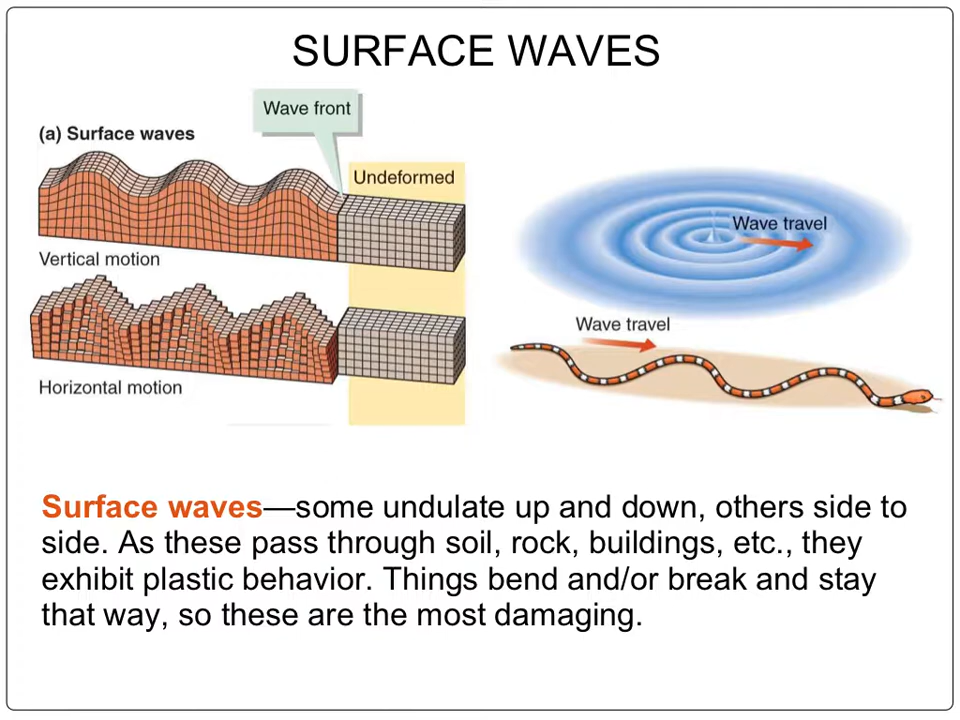 SURFACE WAVES
Wave front
(a) Surface waves
Undeformed
Vertical motion
Horizontal motion
Wave travel
Wave travel
Surface waves—some undulate up and down, others side to
side. As these pass through soil, rock, buildings, etc., they
exhibit plastic behavior. Things bend and/or break and stay
that way, so these are the most damaging.